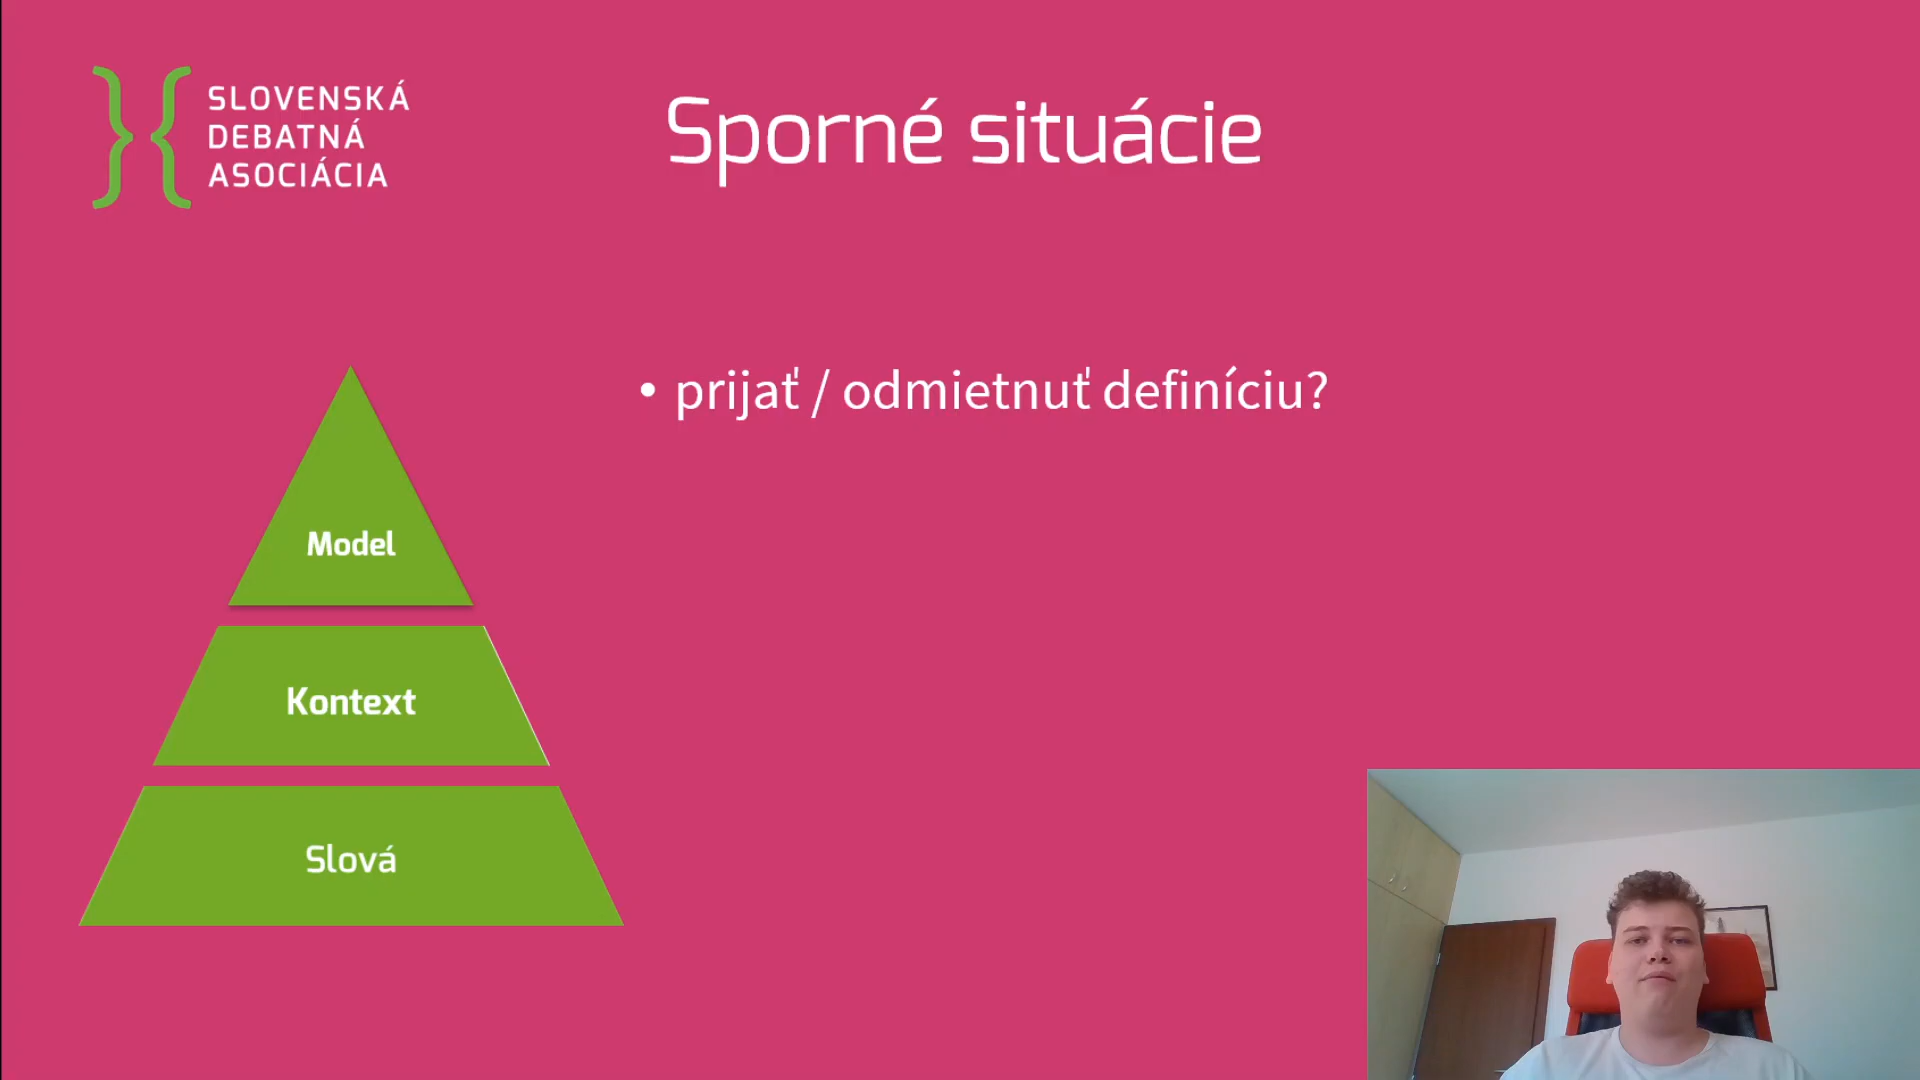 SLOVENSKÁ
DEBATNÁ
ASOCIÁCIA
Sporné situácie
• prijať / odmietnuť definíciu?
Model
Kontext
Slová